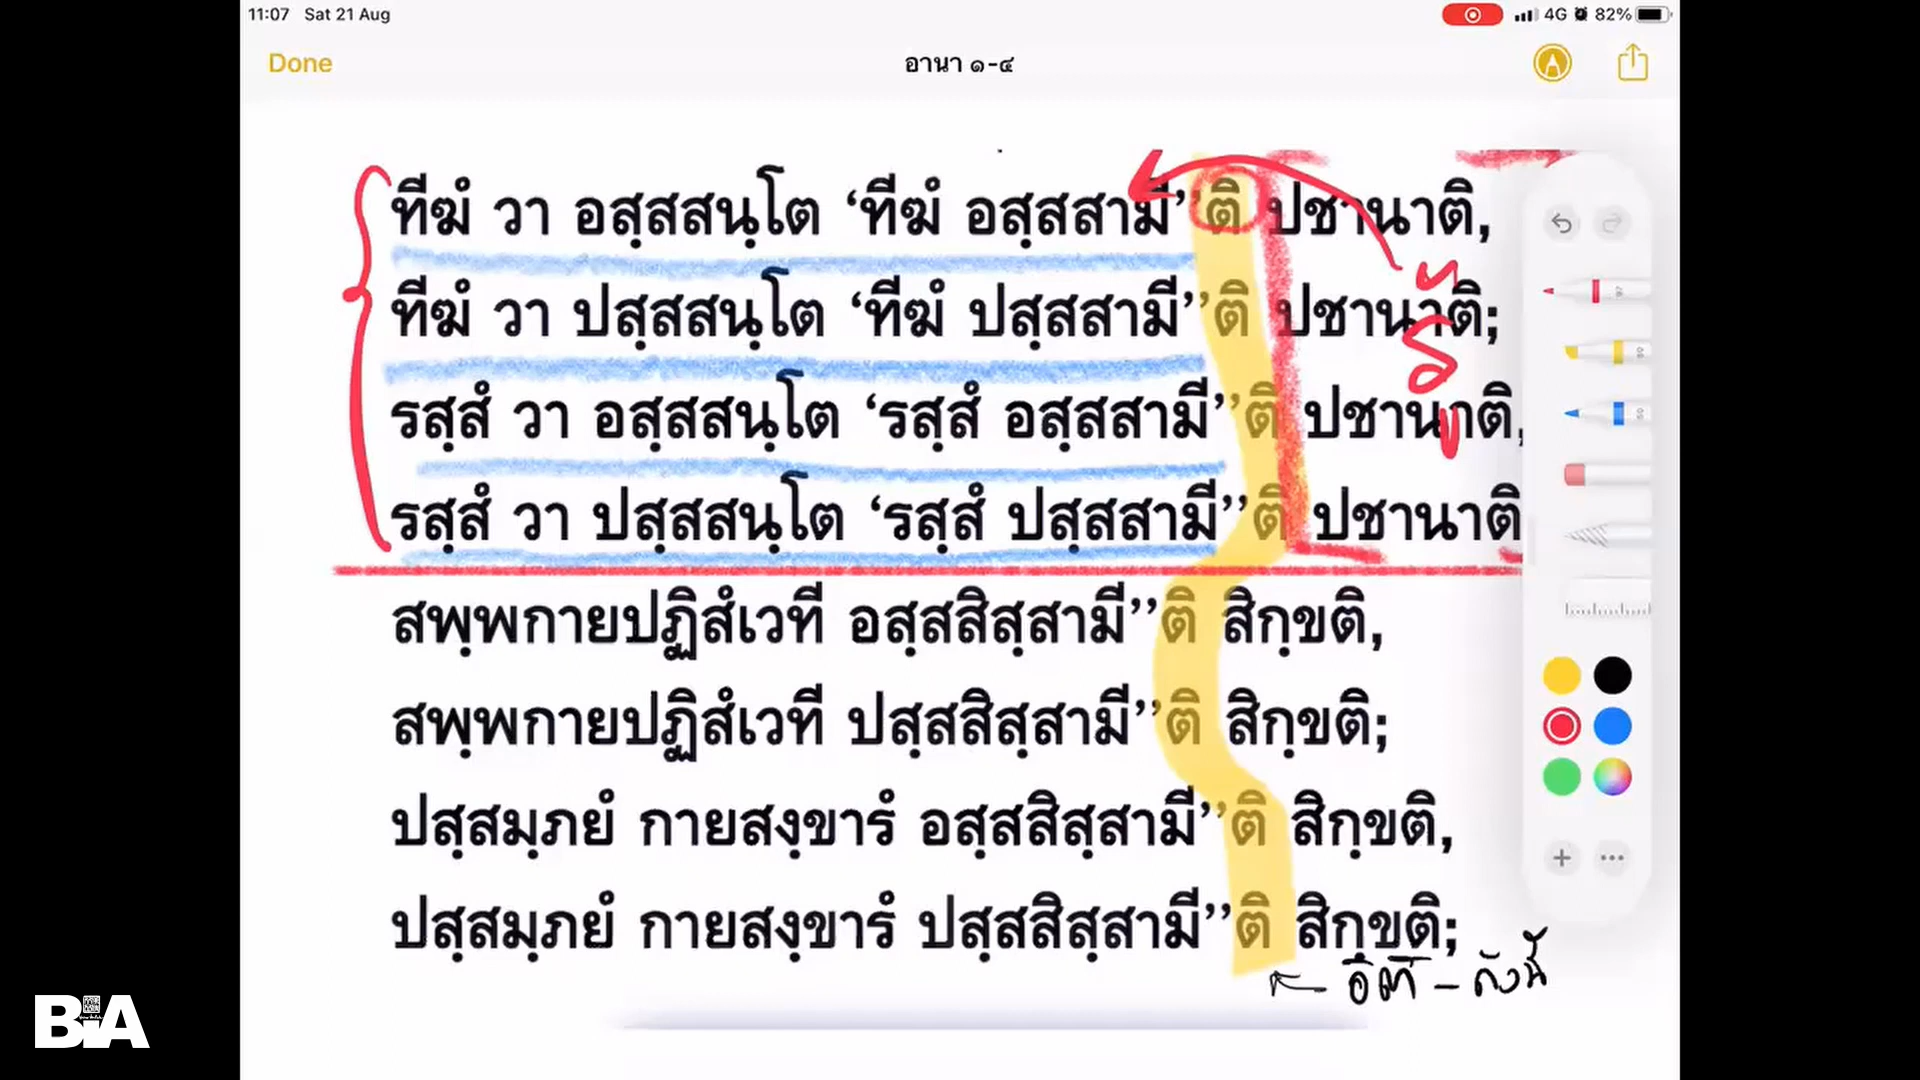 11:07 Sat 21 Aug
4G 82%
Done
อานา ๑-๔
ทีฆํ วา อสฺสสนฺโต ‘ทีฆํ อสฺสสามี’’ติ ปชานาติ,
ทีฆํ วา ปสฺสสนฺโต ‘ทีฆํ ปสฺสสามี’’ติ ปชานาติ;
รสฺสํ วา อสฺสสนฺโต ‘รสฺสํ อสฺสสามี’’ติ ปชานาติ,
รสฺสํ วา ปสฺสสนฺโต ‘รสฺสํ ปสฺสสามี’’ติ ปชานาติ
รู้
สพฺพกายปฏิสํเวที อสฺสสิสฺสามี’’ติ สิกฺขติ,
สพฺพกายปฏิสํเวที ปสฺสสิสฺสามี’’ติ สิกฺขติ;
ปสฺสมฺภยํ กายสงฺขารํ อสฺสสิสฺสามี’’ติ สิกฺขติ,
ปสฺสมฺภยํ กายสงฺขารํ ปสฺสสิสฺสามี’’ติ สิกฺขติ;
อิติ – ดังนี้
BiA